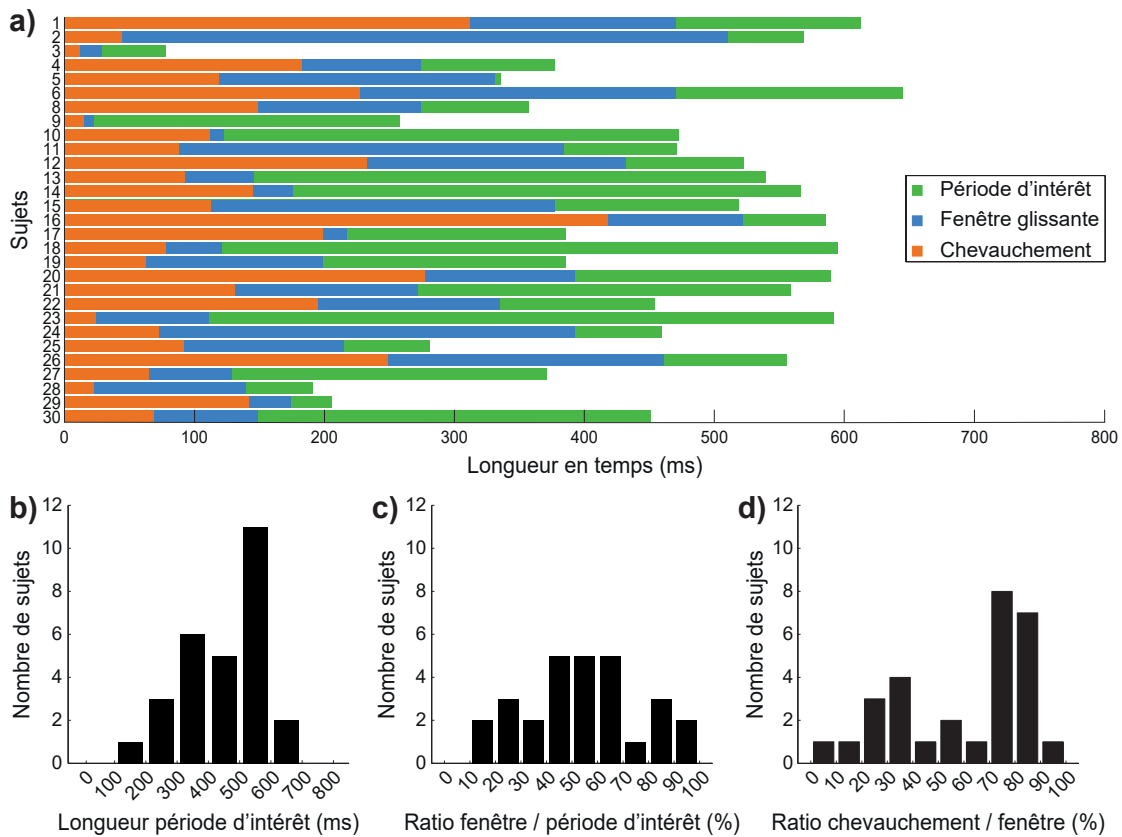 a)
Sujets
1
2
3
4
5
6
8
9
10
11
12
13
14
15
16
17
18
19
20
21
22
23
24
25
26
27
28
29
30
0 100 200 300 400 500 600 700 800
Longueur en temps (ms)
Période d'intérêt
Fenêtre glissante
Chevauchement
b)
Nombre de sujets
12
10
8
6
4
2
0
0 100 200 300 400 500 600 700 800
Longueur période d'intérêt (ms)
c)
Nombre de sujets
12
10
8
6
4
2
0
0 10 20 30 40 50 60 70 80 90 100
Ratio fenêtre / période d'intérêt (%)
d)
Nombre de sujets
12
10
8
6
4
2
0
0 10 20 30 40 50 60 70 80 90 100
Ratio chevauchement / fenêtre (%)